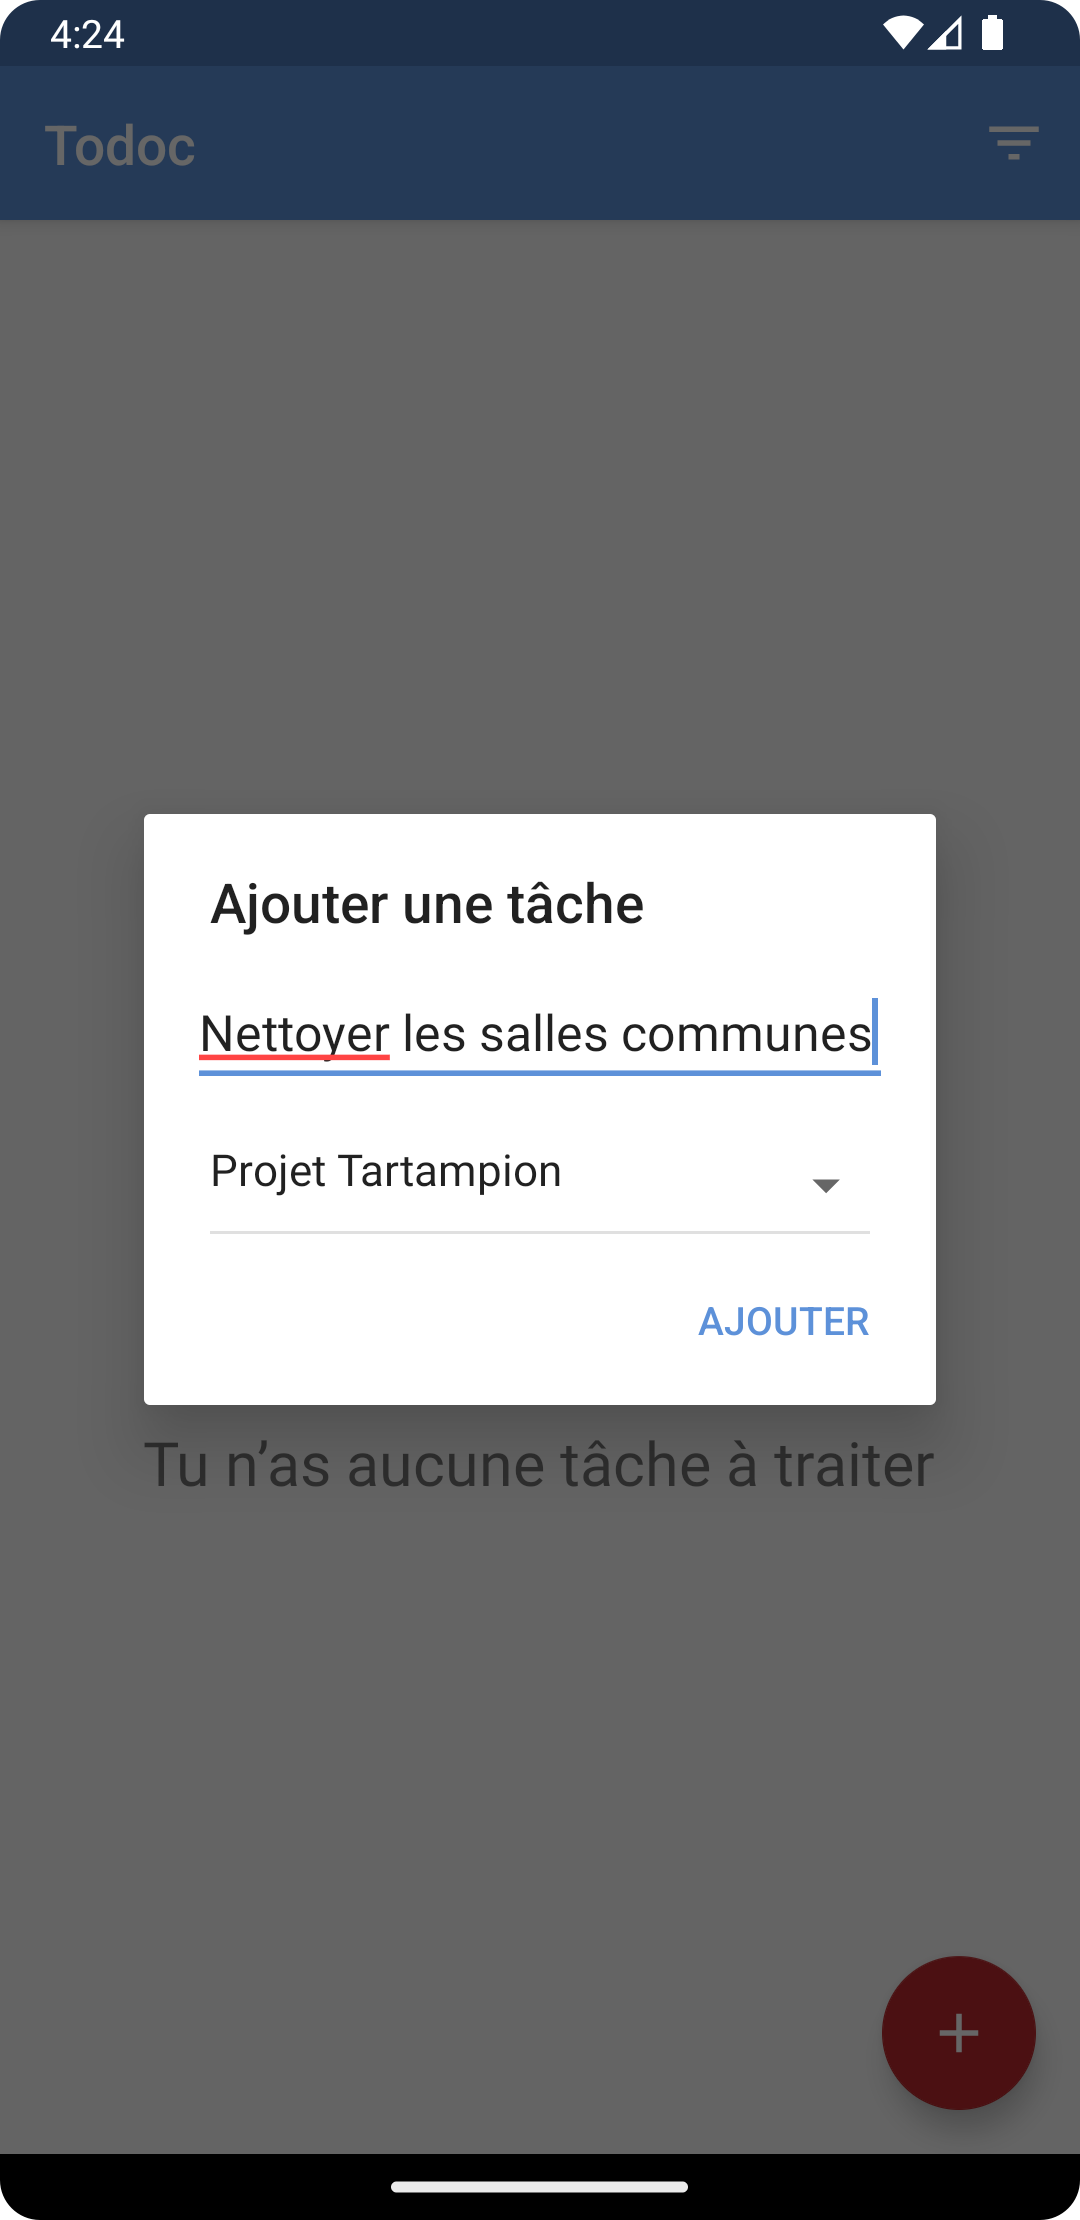 4:24
Todoc
Ajouter une tâche
Nettoyer les salles communes
Projet Tartampion
AJOUTER
Tu n’as aucune tâche à traiter